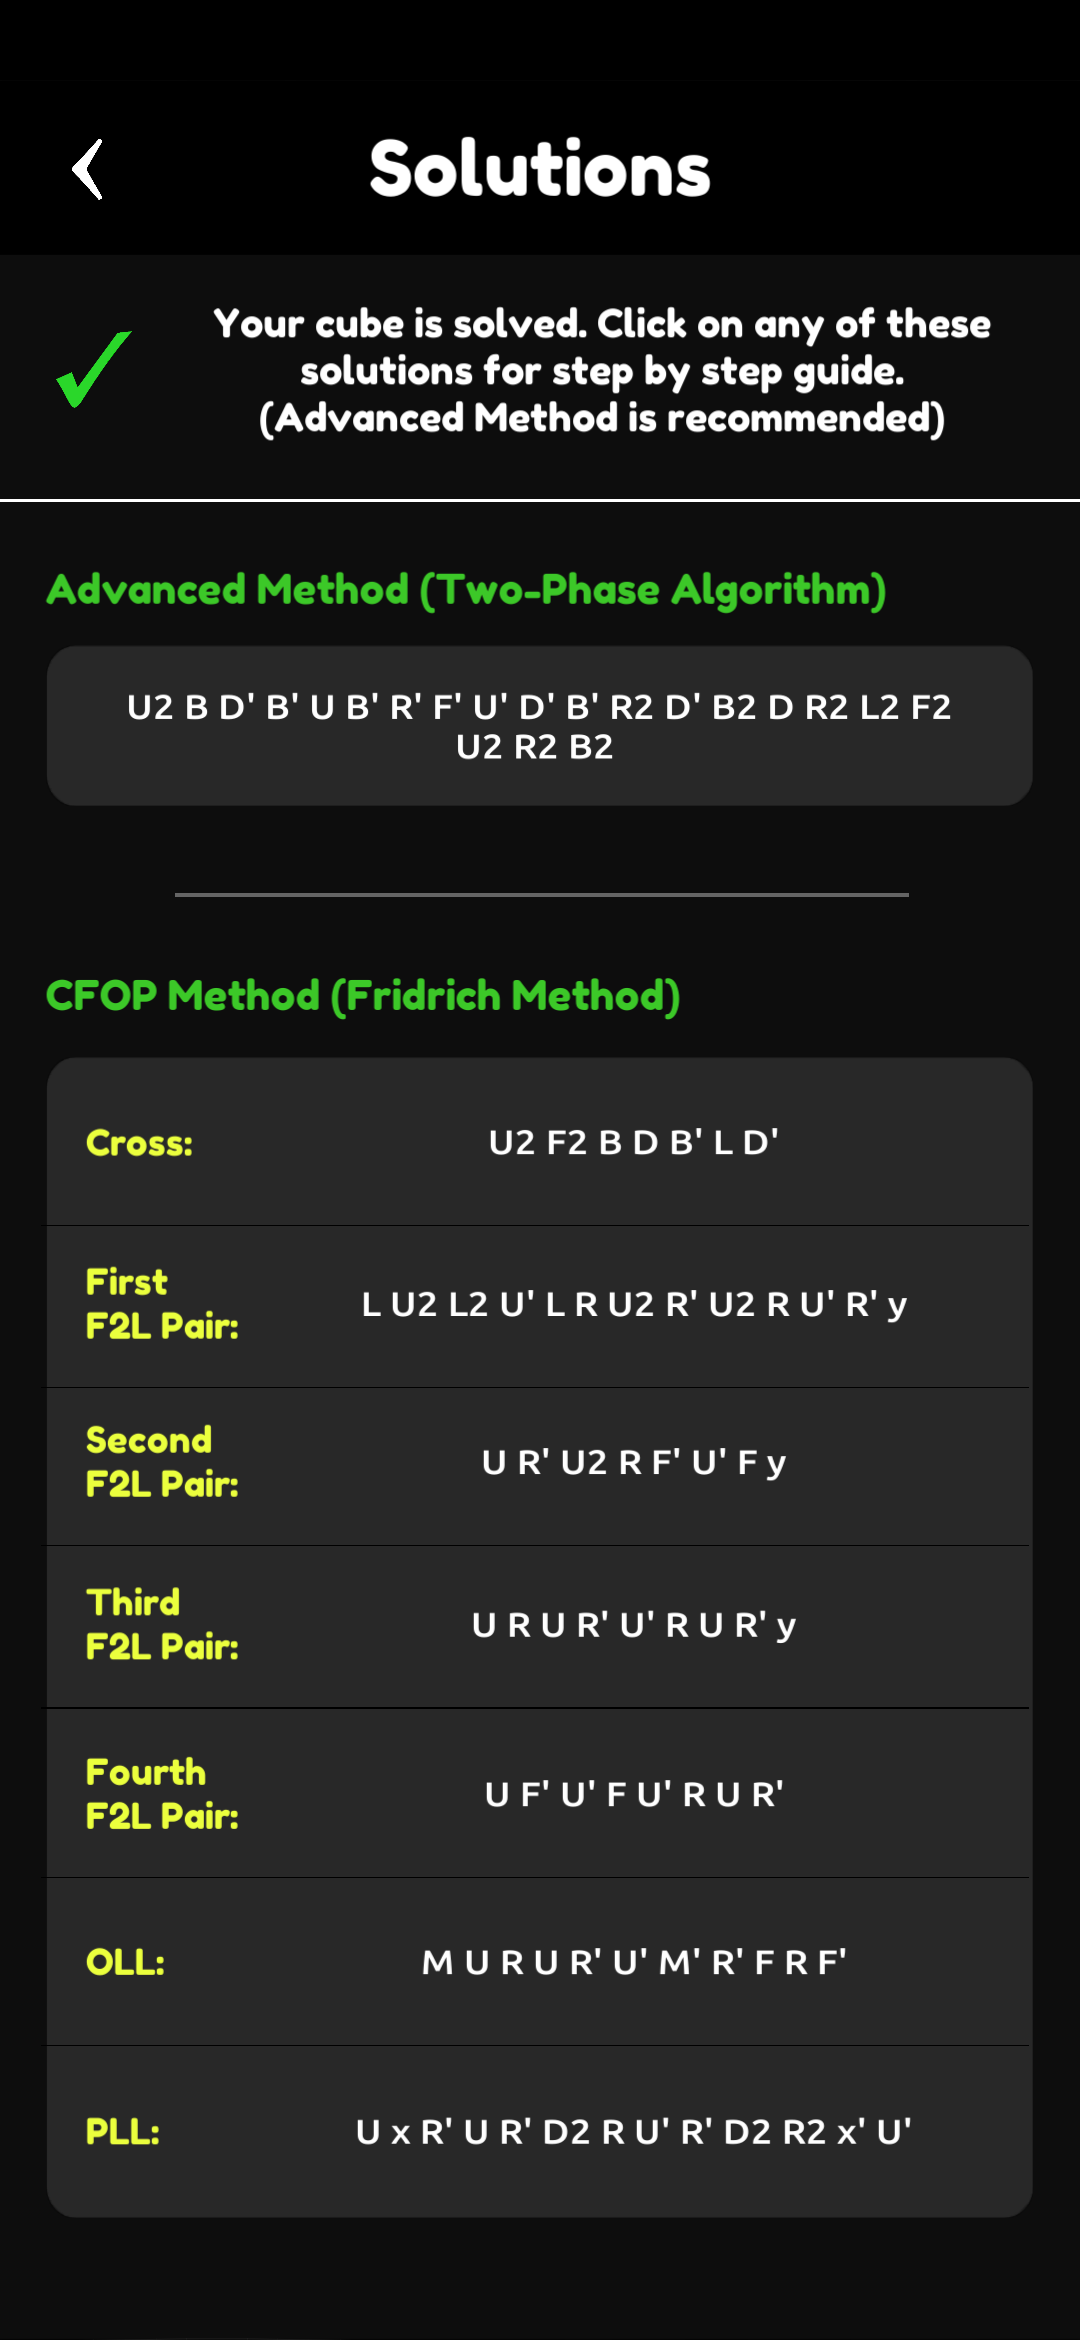 Solutions
Your cube is solved. Click on any of these
solutions for step by step guide.
(Advanced Method is recommended)
Advanced Method (Two-Phase Algorithm)
U2 B D' B' U B' R' F' U' D' B' R2 D' B2 D R2 L2 F2
U2 R2 B2
CFOP Method (Fridrich Method)
Cross:
U2 F2 B D B' L D'
First
F2L Pair:
L U2 L2 U' L R U2 R' U2 R U' R' y
Second
F2L Pair:
U R' U2 R F' U' F y
Third
F2L Pair:
U R U R' U' R U R' y
Fourth
F2L Pair:
U F' U' F U' R U R'
OLL:
M U R U R' U' M' R' F R F'
PLL:
U x R' U R' D2 R U' R' D2 R2 x' U'